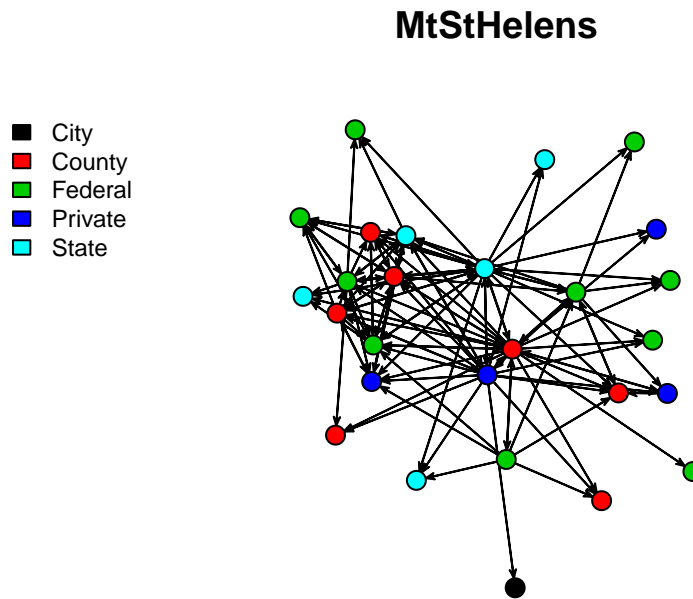 MtStHelens
City
County
Federal
Private
State